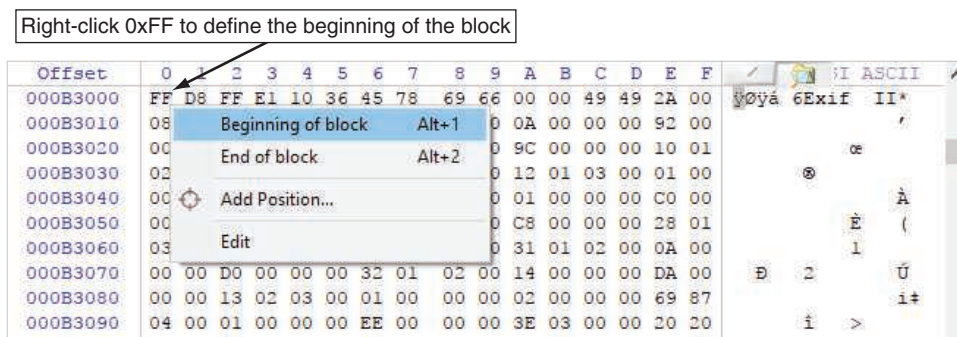 Right-click 0xFF to define the beginning of the block
Offset 0 1 2 3 4 5 6 7 8 9 A B C D E F SI ASCII
000B3000 FF D8 FF E1 10 36 45 78 69 66 00 00 49 49 2A 00 ÿØÿá 6Exif II*
000B3010 08 Beginning of block Alt+1 0A 00 00 00 92 00 ’
000B3020 00 End of block Alt+2 9C 00 00 00 10 01 œ
000B3030 02 12 01 03 00 01 00 ®
000B3040 00 Add Position... 01 00 00 00 C0 00 À
000B3050 00 C8 00 00 00 28 01 È (
000B3060 03 Edit 31 01 02 00 0A 00 1
000B3070 00 00 D0 00 00 00 32 01 02 00 14 00 00 00 DA 00 Ð 2 Ú
000B3080 00 00 13 02 03 00 01 00 00 00 02 00 00 00 69 87 i‡
000B3090 04 00 01 00 00 00 EE 00 00 00 3E 03 00 00 20 20 î >